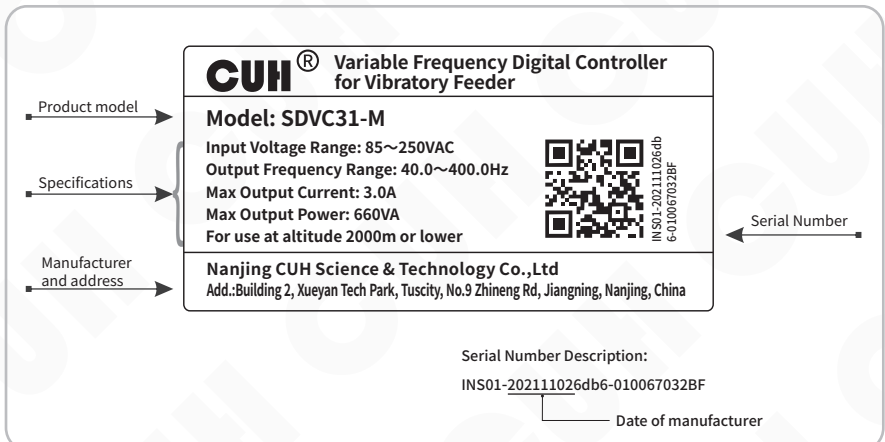 CUH® Variable Frequency Digital Controller
for Vibratory Feeder
Product model
Model: SDVC31-M
Specifications
Input Voltage Range: 85～250VAC
Output Frequency Range: 40.0～400.0Hz
Max Output Current: 3.0A
Max Output Power: 660VA
For use at altitude 2000m or lower
INS01-202111026db
6-010067032BF
Serial Number
Manufacturer
and address
Nanjing CUH Science & Technology Co.,Ltd
Add.:Building 2, Xueyan Tech Park, Tuscity, No.9 Zhineng Rd, Jiangning, Nanjing, China
Serial Number Description:
INS01-202111026db6-010067032BF
Date of manufacturer